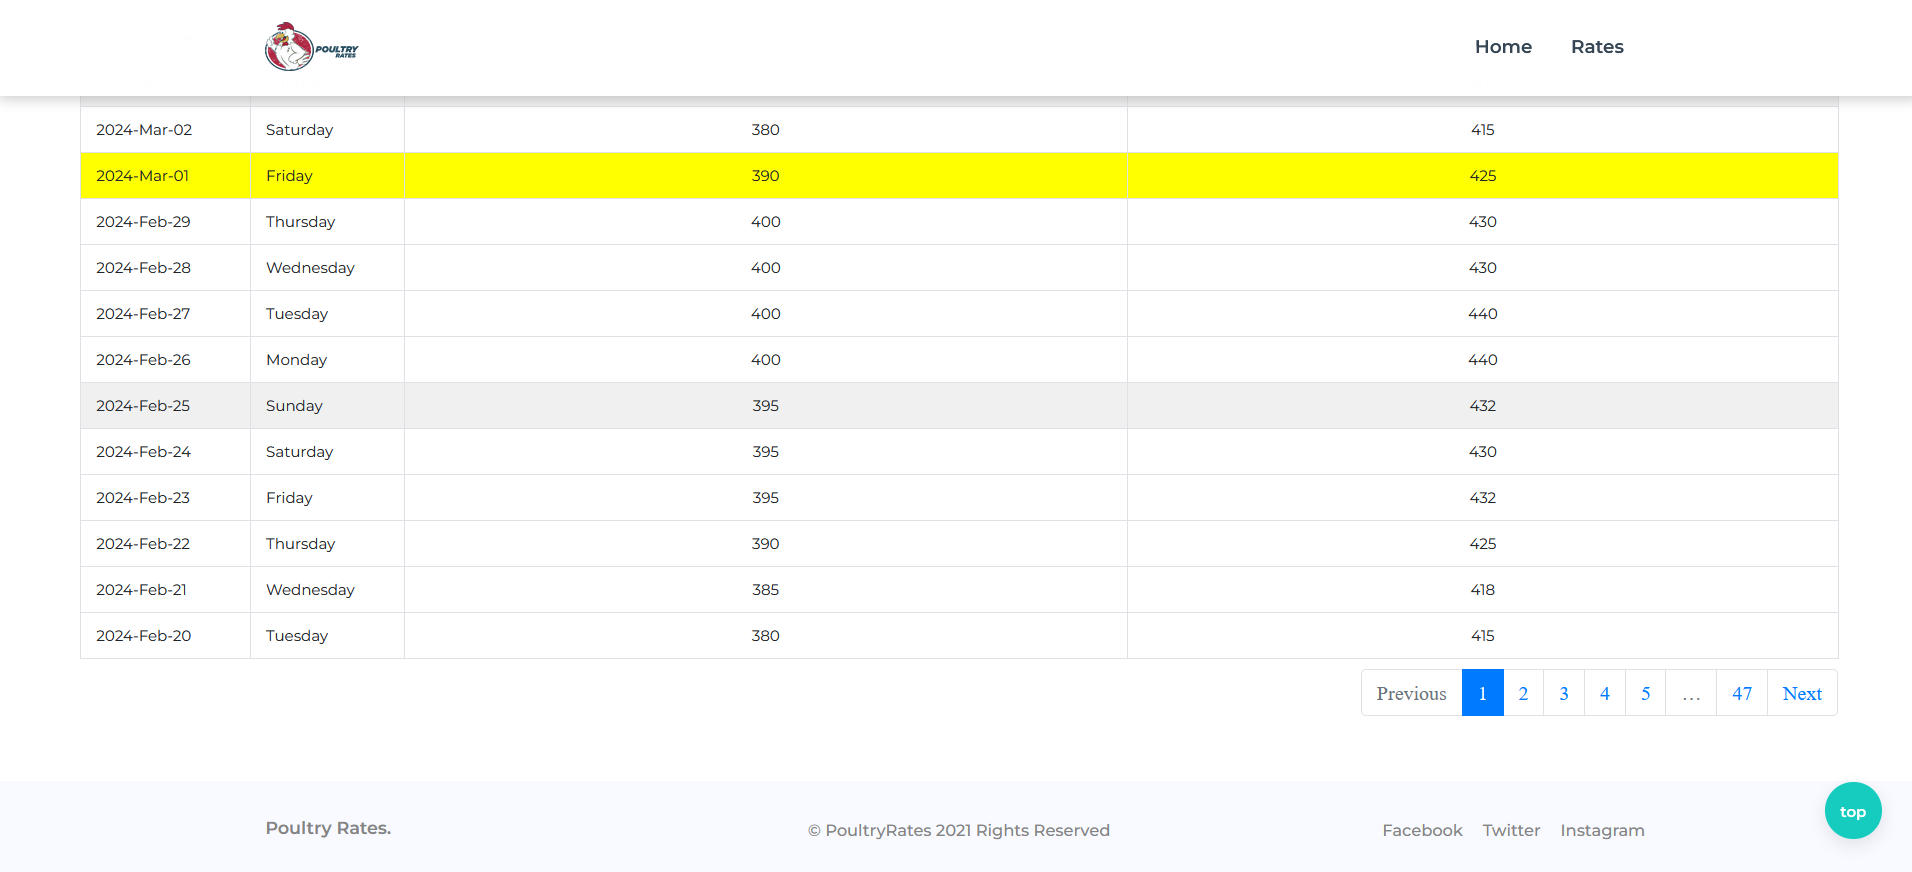 POULTRY
RATES
Home Rates
2024-Mar-02 Saturday 380 415
2024-Mar-01 Friday 390 425
2024-Feb-29 Thursday 400 430
2024-Feb-28 Wednesday 400 430
2024-Feb-27 Tuesday 400 440
2024-Feb-26 Monday 400 440
2024-Feb-25 Sunday 395 432
2024-Feb-24 Saturday 395 430
2024-Feb-23 Friday 395 432
2024-Feb-22 Thursday 390 425
2024-Feb-21 Wednesday 385 418
2024-Feb-20 Tuesday 380 415
Previous 1 2 3 4 5 … 47 Next
Poultry Rates. © PoultryRates 2021 Rights Reserved Facebook Twitter Instagram
top